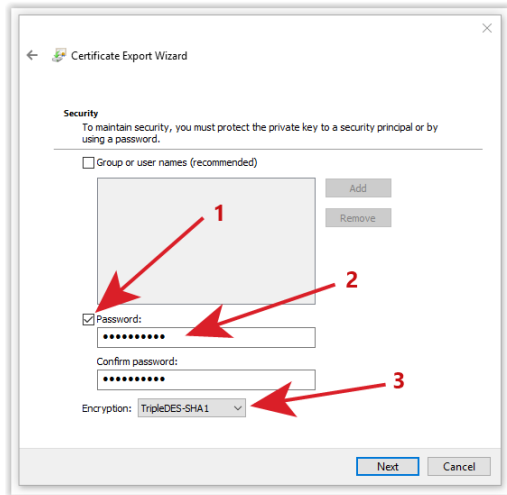 Certificate Export Wizard
Security
To maintain security, you must protect the private key to a security principal or by
using a password.
Group or user names (recommended)
Add
1
Remove
2
Password:
••••••••••
Confirm password:
••••••••••
3
Encryption: TripleDES-SHA1
Next Cancel